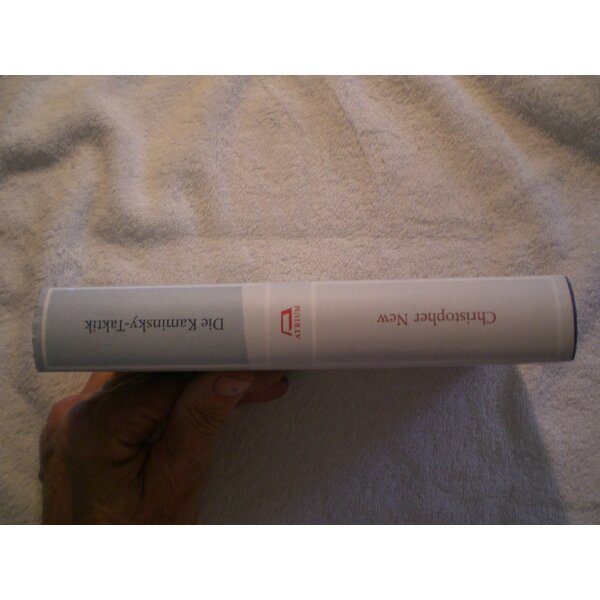 Christopher New
ATRIUM
Die Kaminsky-Taktik